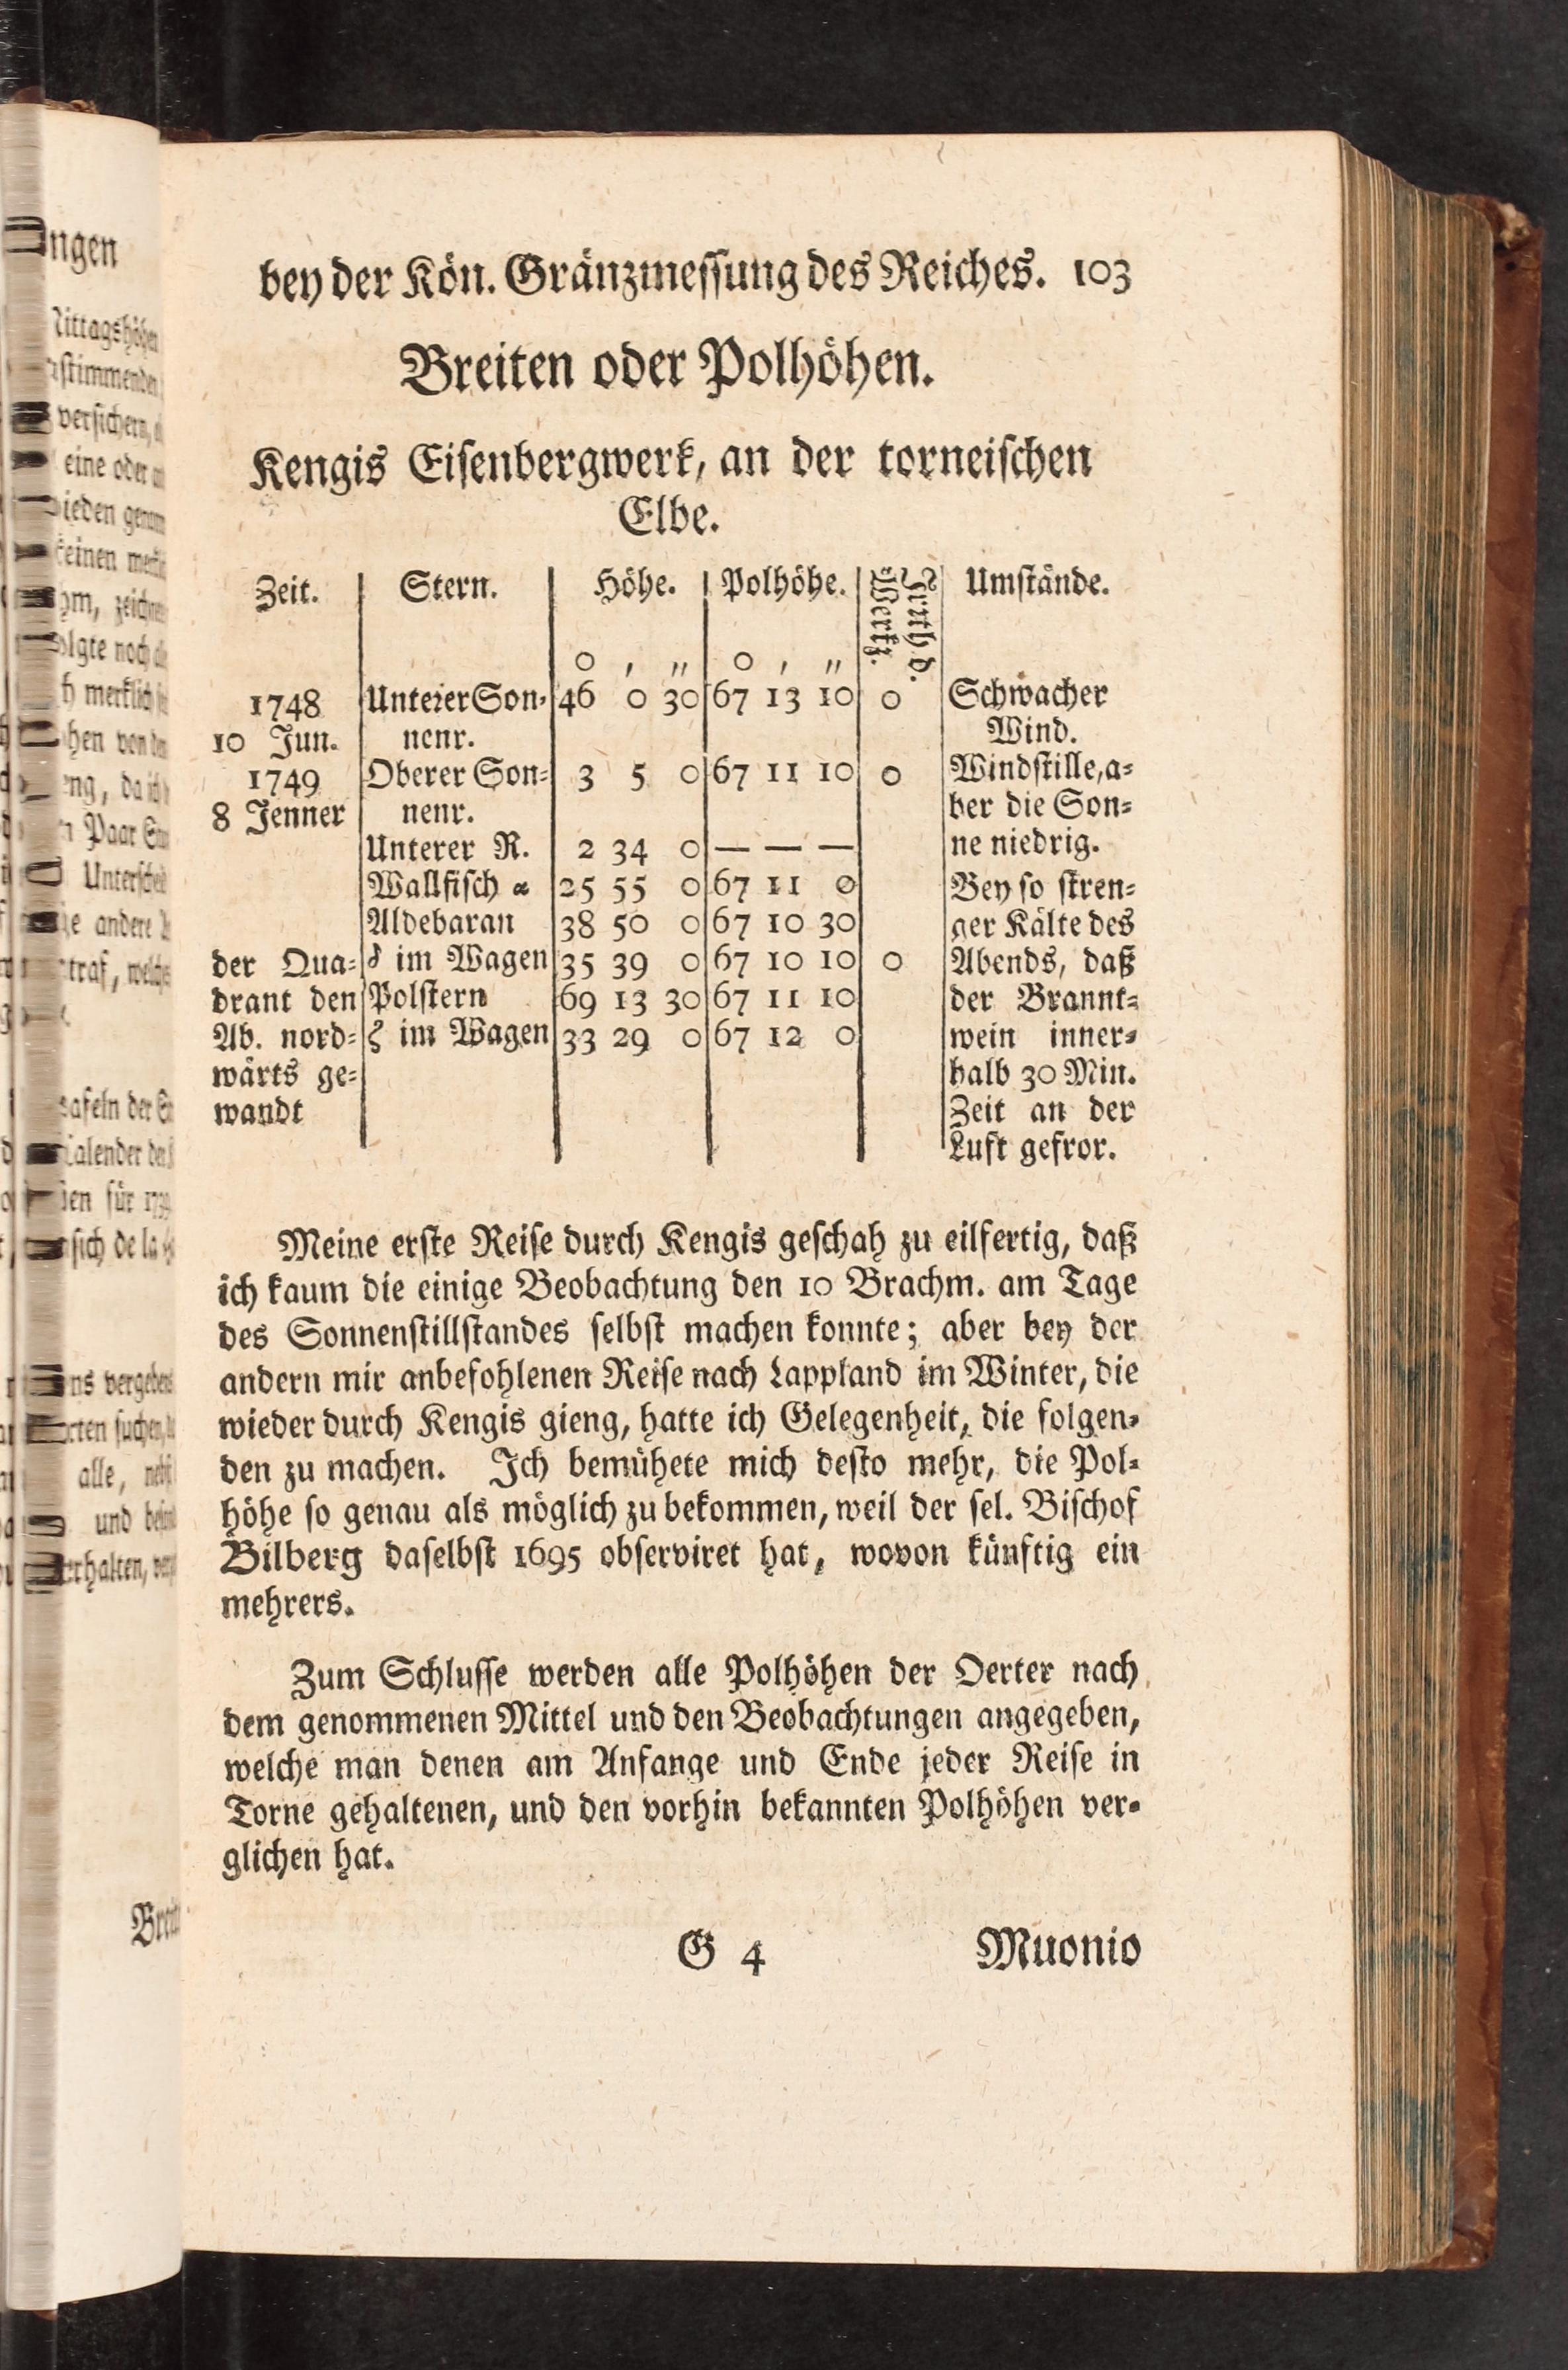 bey der Kön. Gränzmessung des Reiches. 103
Breiten oder Polhöhen.
Kengis Eisenbergwerk, an der torneischen
Elbe.
Zeit. Stern. Höhe. Polhöhe. Irrth. d. Werkz. Umstände.
o , „ o , „
1748 Unterer Son- 46 0 30 67 13 10 0 Schwacher
10 Jun. nenr. Wind.
1749 Oberer Son- 3 5 0 67 11 10 0 Windstille, a-
8 Jenner nenr. ber die Son-
Unterer R. 2 34 0 — — — ne niedrig.
Wallfisch α 25 55 0 67 11 0 Bey so stren-
Aldebaran 38 50 0 67 10 30 ger Kälte des
der Qua- δ im Wagen 35 39 0 67 10 10 0 Abends, daß
drant den Polstern 69 13 30 67 11 10 der Brannt-
Ab. nord- ζ im Wagen 33 29 0 67 12 0 wein inner-
wärts ge- halb 30 Min.
wandt Zeit an der
Luft gefror.
Meine erste Reise durch Kengis geschah zu eilfertig, daß
ich kaum die einige Beobachtung den 10 Brachm. am Tage
des Sonnenstillstandes selbst machen konnte; aber bey der
andern mir anbefohlenen Reise nach Lappland im Winter, die
wieder durch Kengis gieng, hatte ich Gelegenheit, die folgen-
den zu machen. Ich bemühete mich desto mehr, die Pol-
höhe so genau als möglich zu bekommen, weil der sel. Bischof
Bilberg daselbst 1695 observiret hat, wovon künftig ein
mehrers.
Zum Schlusse werden alle Polhöhen der Oerter nach
dem genommenen Mittel und den Beobachtungen angegeben,
welche man denen am Anfange und Ende jeder Reise in
Torne gehaltenen, und den vorhin bekannten Polhöhen ver-
glichen hat.
G 4 Muonio